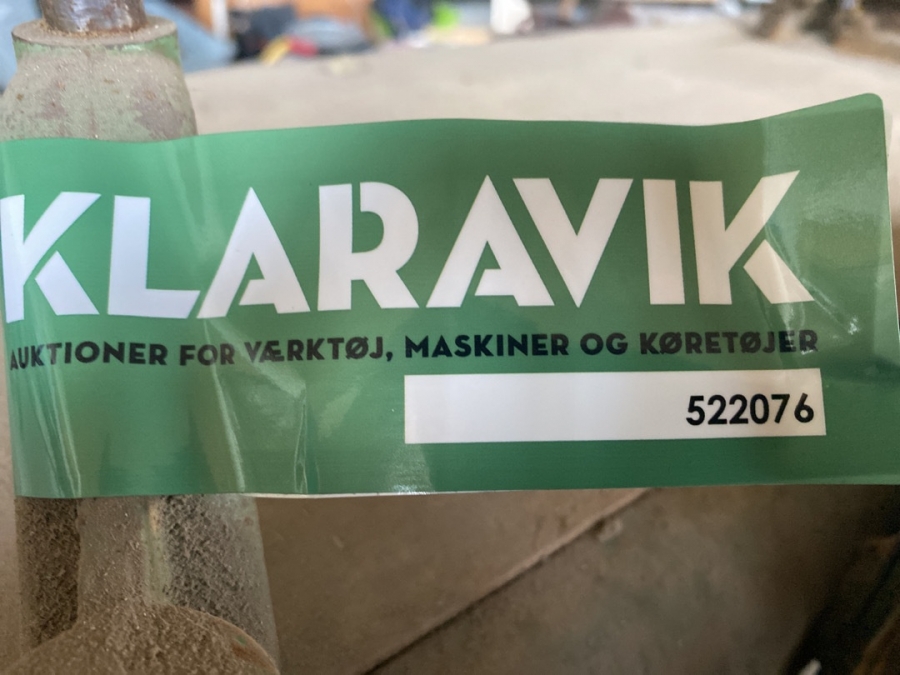 KLARAVIK
AUKTIONER FOR VÆRKTØJ, MASKINER OG KØRETØJER
522076